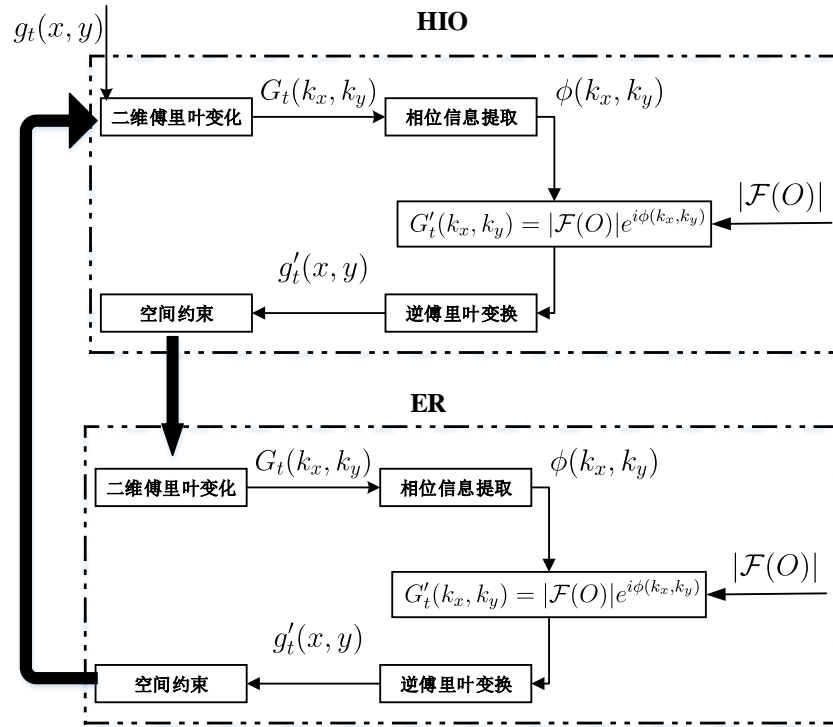 HIO
g_t(x, y)
G_t(k_x, k_y)
ϕ(k_x, k_y)
二维傅里叶变化
相位信息提取
|ℱ(O)|
G′_t(k_x, k_y) = |ℱ(O)|e^{iϕ(k_x,k_y)}
g′_t(x, y)
空间约束
逆傅里叶变换
ER
G_t(k_x, k_y)
ϕ(k_x, k_y)
二维傅里叶变化
相位信息提取
|ℱ(O)|
G′_t(k_x, k_y) = |ℱ(O)|e^{iϕ(k_x,k_y)}
g′_t(x, y)
空间约束
逆傅里叶变换